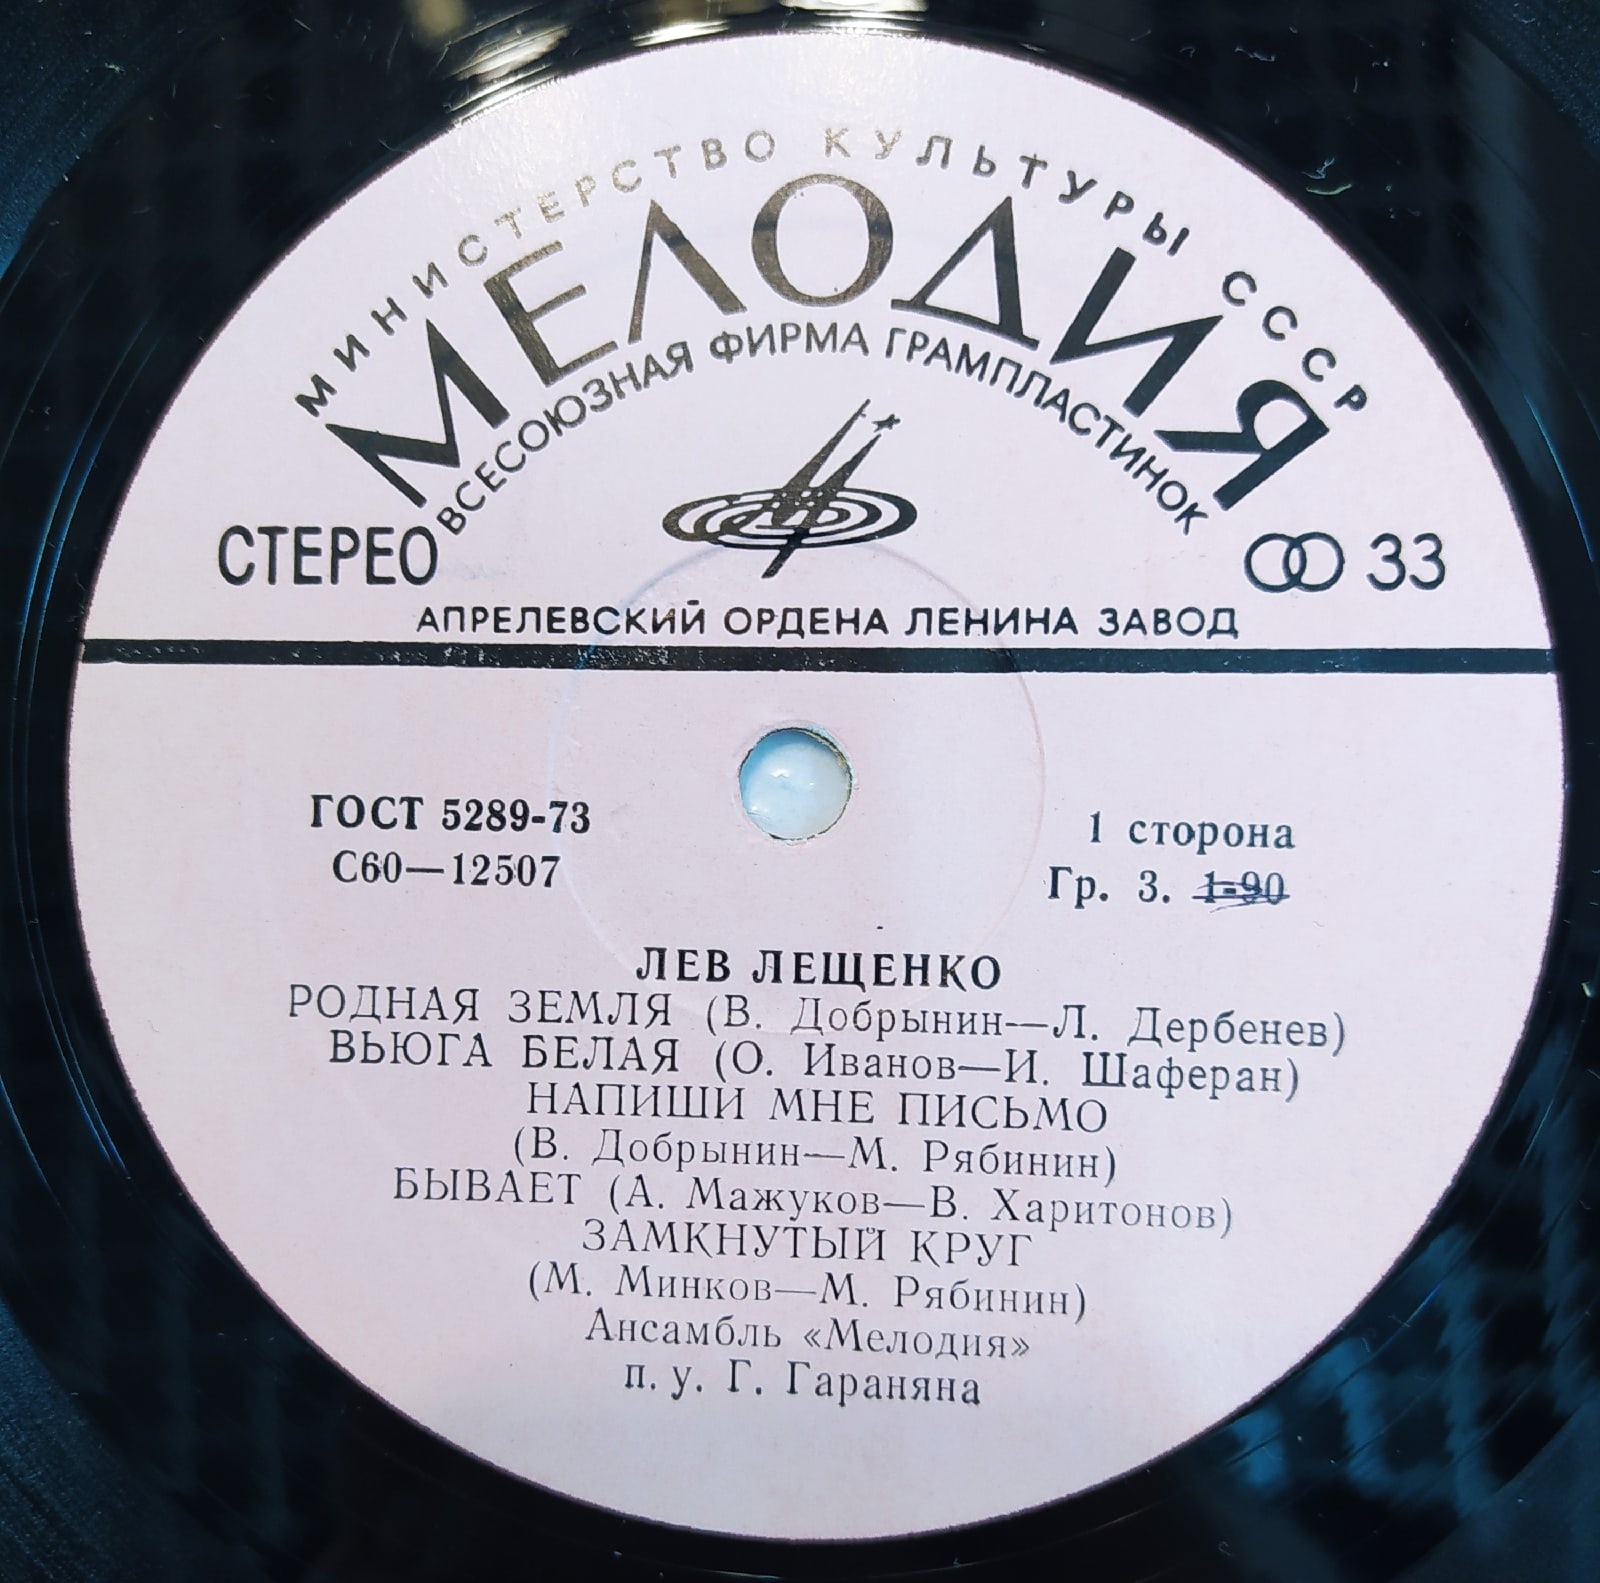 МИНИСТЕРСТВО КУЛЬТУРЫ СССР
МЕЛОДИЯ
ВСЕСОЮЗНАЯ ФИРМА ГРАМПЛАСТИНОК
СТЕРЕО 33
АПРЕЛЕВСКИЙ ОРДЕНА ЛЕНИНА ЗАВОД
ГОСТ 5289-73
С60—12507
1 сторона
Гр. 3. 1-90
ЛЕВ ЛЕЩЕНКО
РОДНАЯ ЗЕМЛЯ (В. Добрынин—Л. Дербенев)
ВЬЮГА БЕЛАЯ (О. Иванов—И. Шаферан)
НАПИШИ МНЕ ПИСЬМО
(В. Добрынин—М. Рябинин)
БЫВАЕТ (А. Мажуков—В. Харитонов)
ЗАМКНУТЫЙ КРУГ
(М. Минков—М. Рябинин)
Ансамбль «Мелодия»
п. у. Г. Гараняна